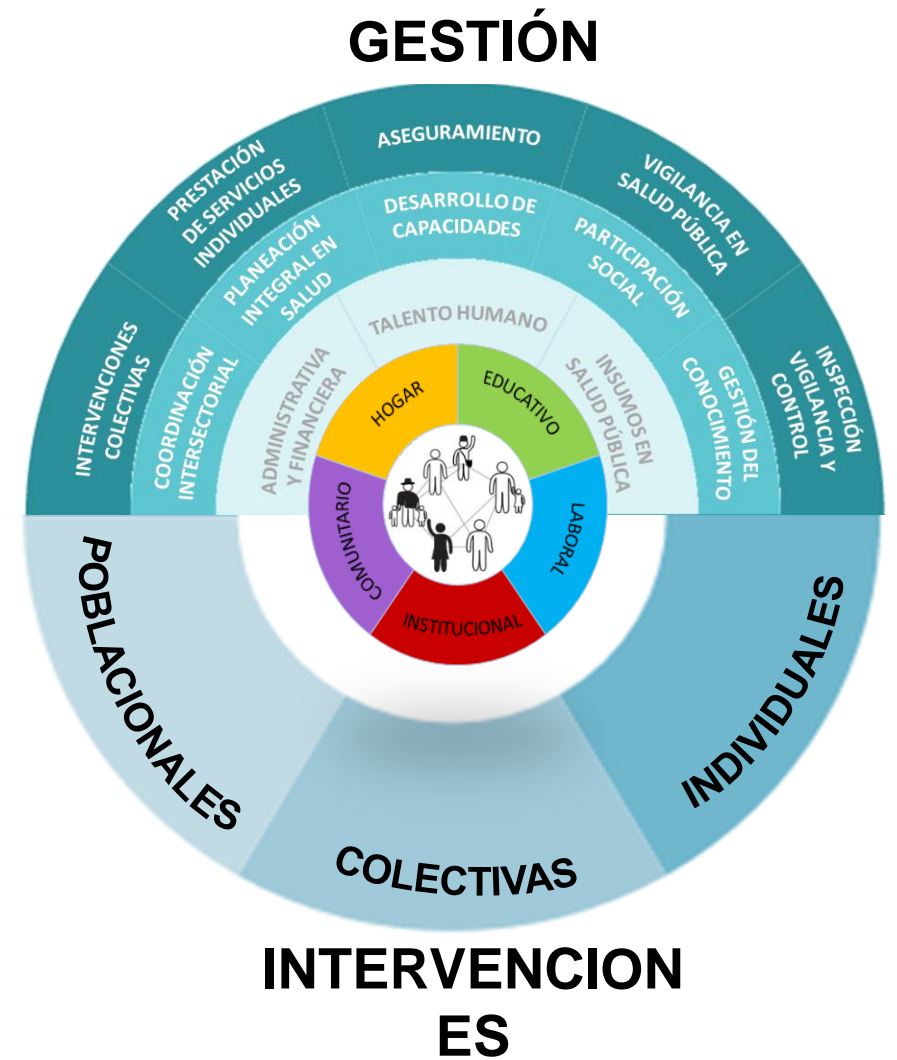 GESTIÓN
INTERVENCIONES
COLECTIVAS
PRESTACIÓN
DE SERVICIOS
INDIVIDUALES
ASEGURAMIENTO
VIGILANCIA EN
SALUD PÚBLICA
INSPECCIÓN
VIGILANCIA Y
CONTROL
COORDINACIÓN
INTERSECTORIAL
PLANEACIÓN
INTEGRAL EN
SALUD
DESARROLLO DE
CAPACIDADES
PARTICIPACIÓN
SOCIAL
GESTIÓN DEL
CONOCIMIENTO
ADMINISTRATIVA
Y FINANCIERA
TALENTO HUMANO
INSUMOS EN
SALUD PÚBLICA
HOGAR
EDUCATIVO
COMUNITARIO
LABORAL
INSTITUCIONAL
POBLACIONALES
COLECTIVAS
INDIVIDUALES
INTERVENCION
ES